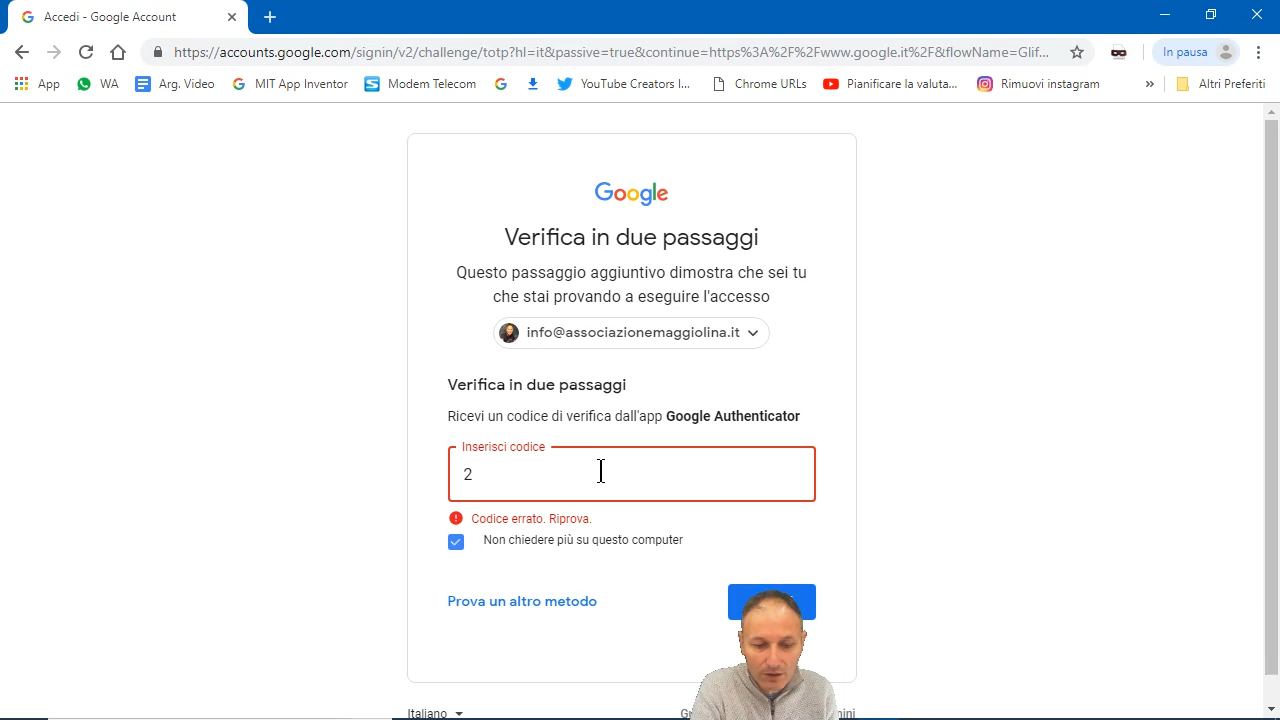 Accedi - Google Account
https://accounts.google.com/signin/v2/challenge/totp?hl=it&passive=true&continue=https%3A%2F%2Fwww.google.it%2F&flowName=Glif...
In pausa
App
WA
Arg. Video
MIT App Inventor
Modem Telecom
YouTube Creators I...
Chrome URLs
Pianificare la valuta...
Rimuovi instagram
»
Altri Preferiti
Google
Verifica in due passaggi
Questo passaggio aggiuntivo dimostra che sei tu
che stai provando a eseguire l'accesso
info@associazionemaggiolina.it
Verifica in due passaggi
Ricevi un codice di verifica dall'app Google Authenticator
Inserisci codice
2
Codice errato. Riprova.
Non chiedere più su questo computer
Prova un altro metodo
Italiano